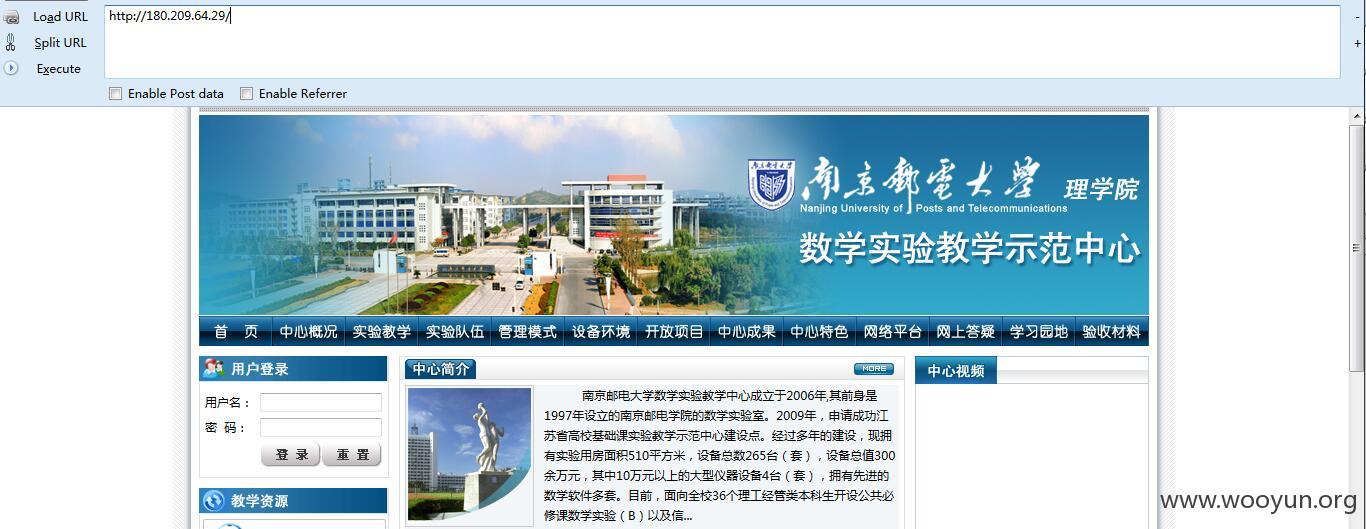 Load URL
http://180.209.64.29/
Split URL
Execute
Enable Post data
Enable Referrer
南京邮电大学
南京郵電大學 理学院
Nanjing University of Posts and Telecommunications
数学实验教学示范中心
首 页 中心概况 实验教学 实验队伍 管理模式 设备环境 开放项目 中心成果 中心特色 网络平台 网上答疑 学习园地 验收材料
用户登录
用户名：
密 码：
登 录 重 置
教学资源
中心简介
MORE
南京邮电大学数学实验教学中心成立于2006年,其前身是
1997年设立的南京邮电学院的数学实验室。2009年，申请成功江
苏省高校基础课实验教学示范中心建设点。经过多年的建设，现拥
有实验用房面积510平方米，设备总数265台（套），设备总值300
余万元，其中10万元以上的大型仪器设备4台（套），拥有先进的
数学软件多套。目前，面向全校36个理工经管类本科生开设公共必
修课数学实验（B）以及信...
中心视频
www.wooyun.org